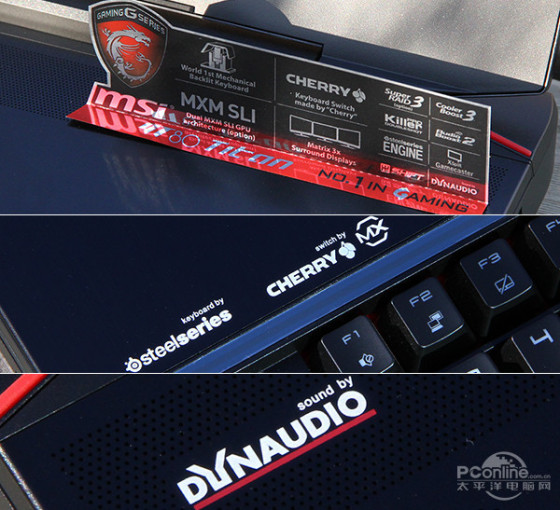 GAMING G SERIES
World 1st Mechanical
Backlit Keyboard
MXM SLI
Dual MXM SLI GPU
architecture (option)
CHERRY
Keyboard Switch
made by "Cherry"
Matrix 3x
Surround Displays
Super
RAID 3
Cooler
Boost 3
Killer
Audio
Boost 2
steelseries
ENGINE
XSplit
Gamecaster
DYNAUDIO
msi
GT80 TITAN
NO.1 IN GAMING
switch by
CHERRY MX
keyboard by
steelseries
F1
F2
F3
F4
4
sound by
DYNAUDIO
PConline.com.cn
太平洋电脑网